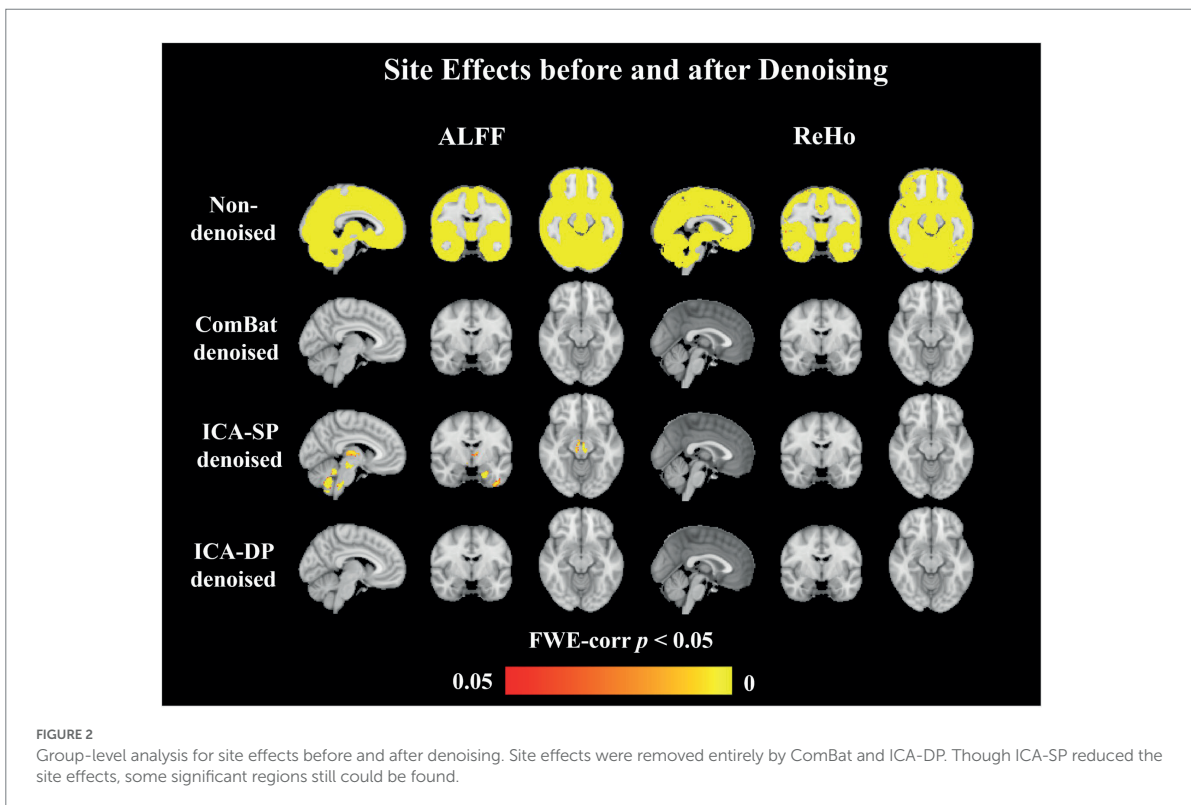 Site Effects before and after Denoising
ALFF
ReHo
Non-
denoised
ComBat
denoised
ICA-SP
denoised
ICA-DP
denoised
FWE-corr p < 0.05
0.05
0
FIGURE 2
Group-level analysis for site effects before and after denoising. Site effects were removed entirely by ComBat and ICA-DP. Though ICA-SP reduced the
site effects, some significant regions still could be found.